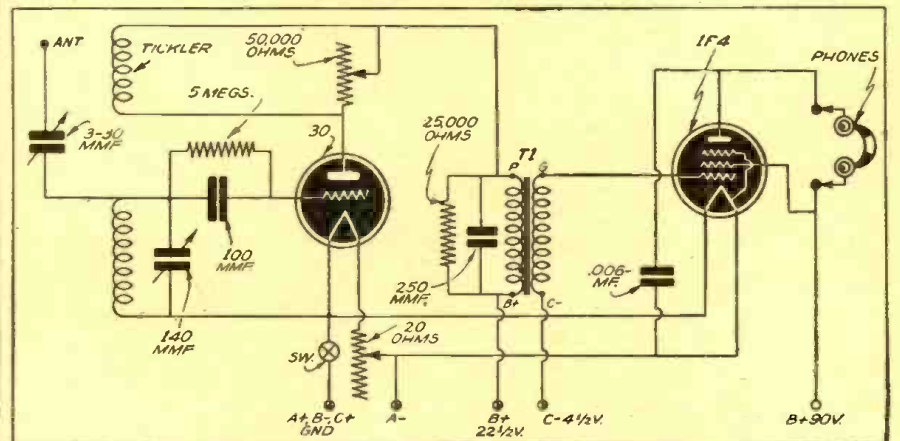 ANT.
TICKLER
50,000
OHMS
1F4
PHONES
5 MEGS.
3-30
MMF.
30
25,000
OHMS
P
T1
G
100
MMF.
250
MMF.
B+
C-
.006-
MF.
140
MMF
20
OHMS
SW.
A+,B-,C+
GND
A-
B+
22½V.
C-4½V.
B+90V.